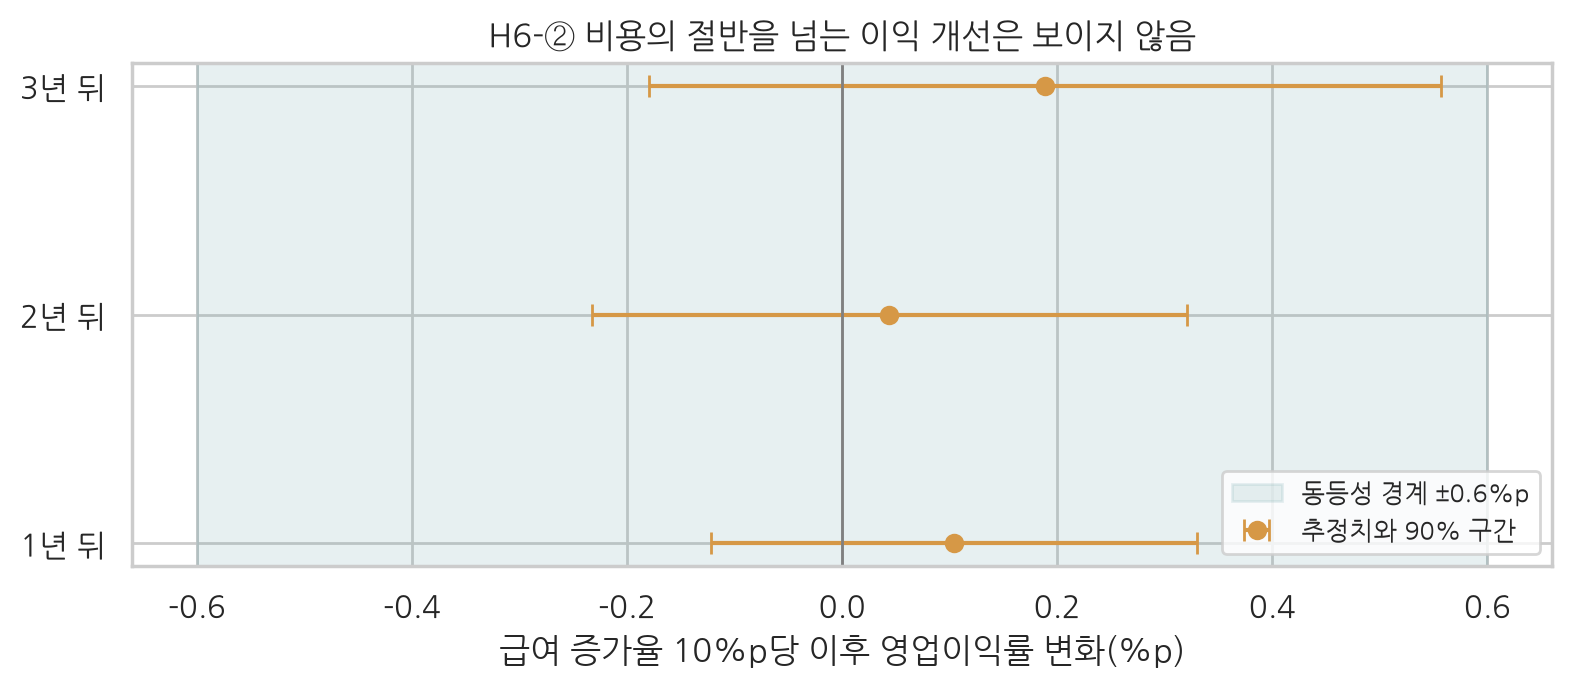 H6-② 비용의 절반을 넘는 이익 개선은 보이지 않음
3년 뒤
2년 뒤
1년 뒤
동등성 경계 ±0.6%p
추정치와 90% 구간
-0.6 -0.4 -0.2 0.0 0.2 0.4 0.6
급여 증가율 10%p당 이후 영업이익률 변화(%p)